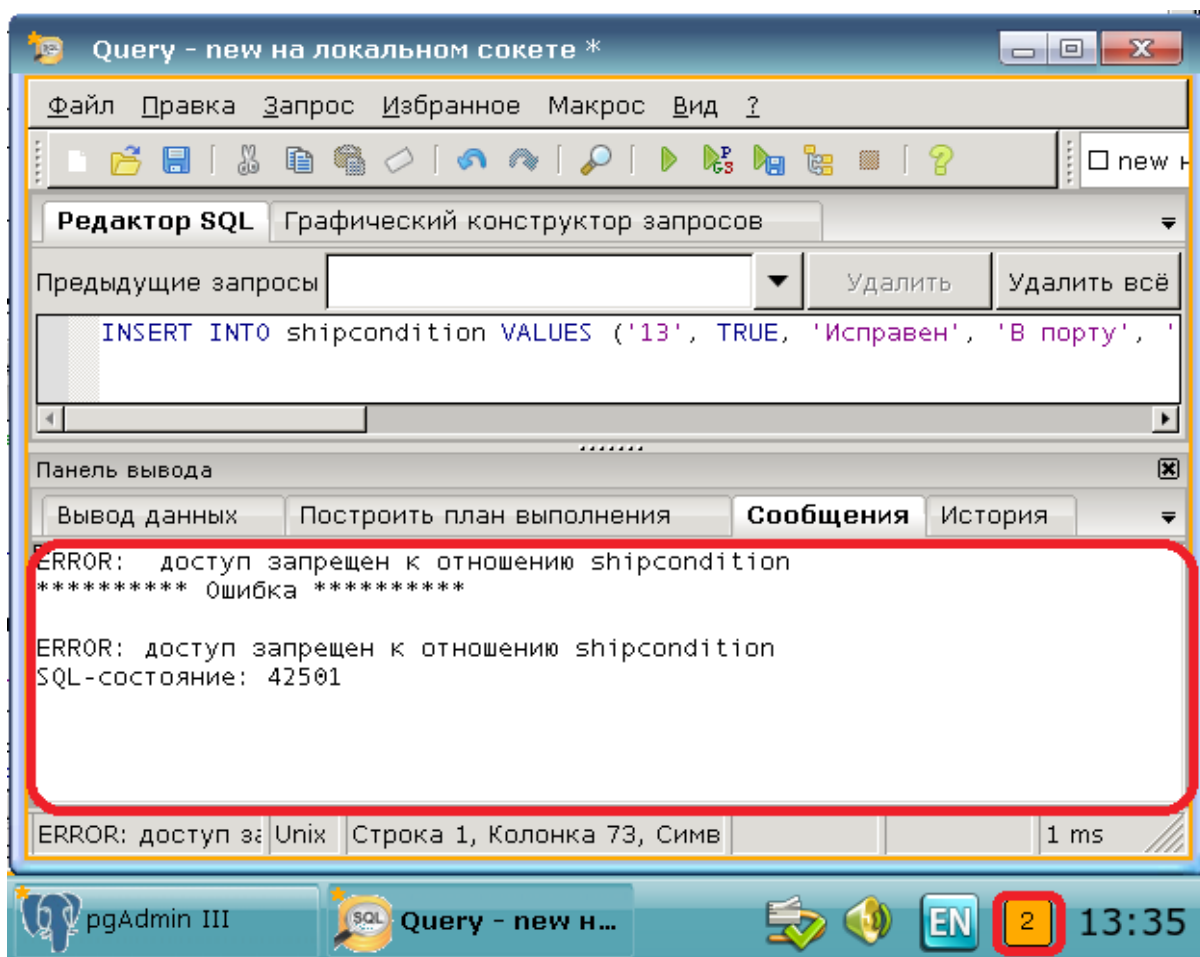 Query - new на локальном сокете *
Файл Правка Запрос Избранное Макрос Вид ?
new
Редактор SQL Графический конструктор запросов
Предыдущие запросы Удалить Удалить всё
INSERT INTO shipcondition VALUES ('13', TRUE, 'Исправен', 'В порту', '
Панель вывода
Вывод данных Построить план выполнения Сообщения История
ERROR: доступ запрещен к отношению shipcondition
********** Ошибка **********
ERROR: доступ запрещен к отношению shipcondition
SQL-состояние: 42501
ERROR: доступ Unix Строка 1, Колонка 73, Симв 1 ms
pgAdmin III SQL Query - new н... EN 2 13:35